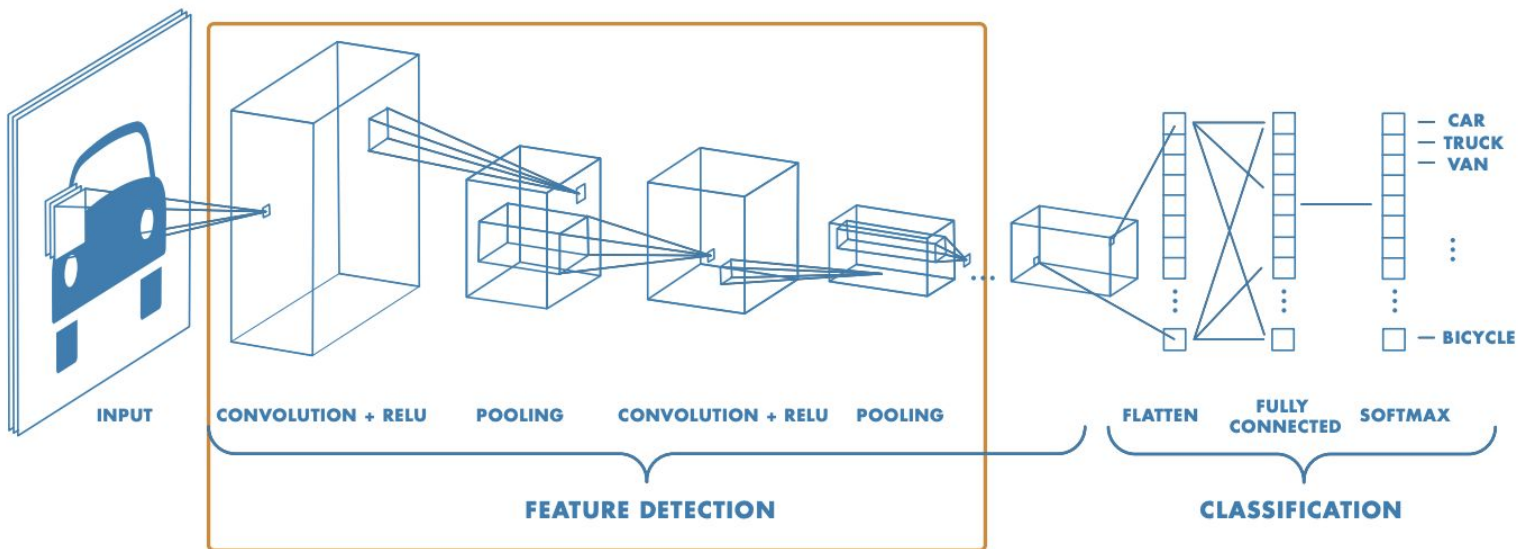 CAR
TRUCK
VAN
BICYCLE
INPUT
CONVOLUTION + RELU
POOLING
CONVOLUTION + RELU
POOLING
FLATTEN
FULLY
CONNECTED
SOFTMAX
FEATURE DETECTION
CLASSIFICATION